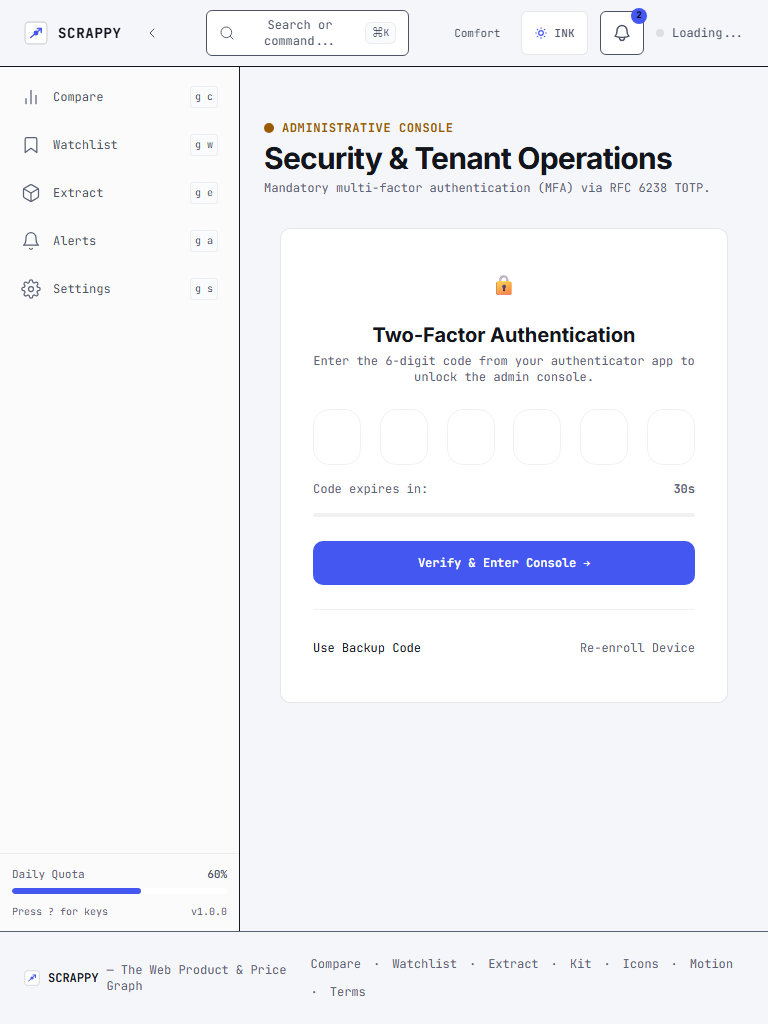 SCRAPPY
Search or
command...
⌘K
Comfort
INK
2
Loading...
Compare g c
Watchlist g w
Extract g e
Alerts g a
Settings g s
ADMINISTRATIVE CONSOLE
Security & Tenant Operations
Mandatory multi-factor authentication (MFA) via RFC 6238 TOTP.
Two-Factor Authentication
Enter the 6-digit code from your authenticator app to
unlock the admin console.
Code expires in: 30s
Verify & Enter Console →
Use Backup Code Re-enroll Device
Daily Quota 60%
Press ? for keys v1.0.0
SCRAPPY — The Web Product & Price
Graph
Compare · Watchlist · Extract · Kit · Icons · Motion
· Terms